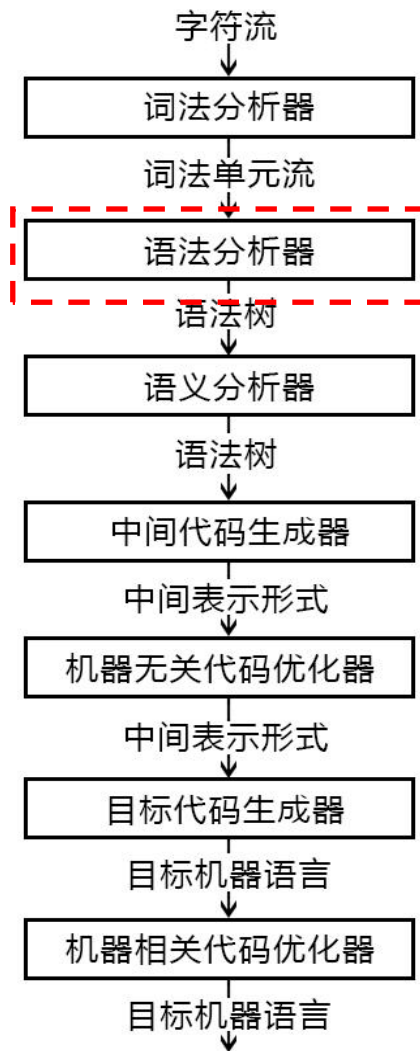 字符流
词法分析器
词法单元流
语法分析器
语法树
语义分析器
语法树
中间代码生成器
中间表示形式
机器无关代码优化器
中间表示形式
目标代码生成器
目标机器语言
机器相关代码优化器
目标机器语言